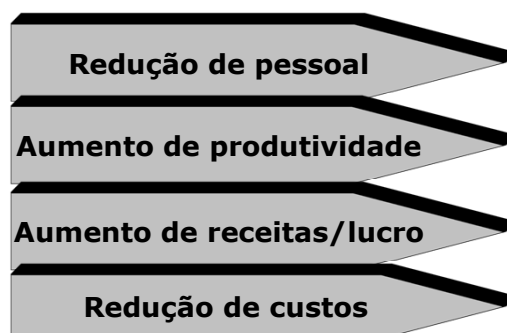 Redução de pessoal
Aumento de produtividade
Aumento de receitas/lucro
Redução de custos